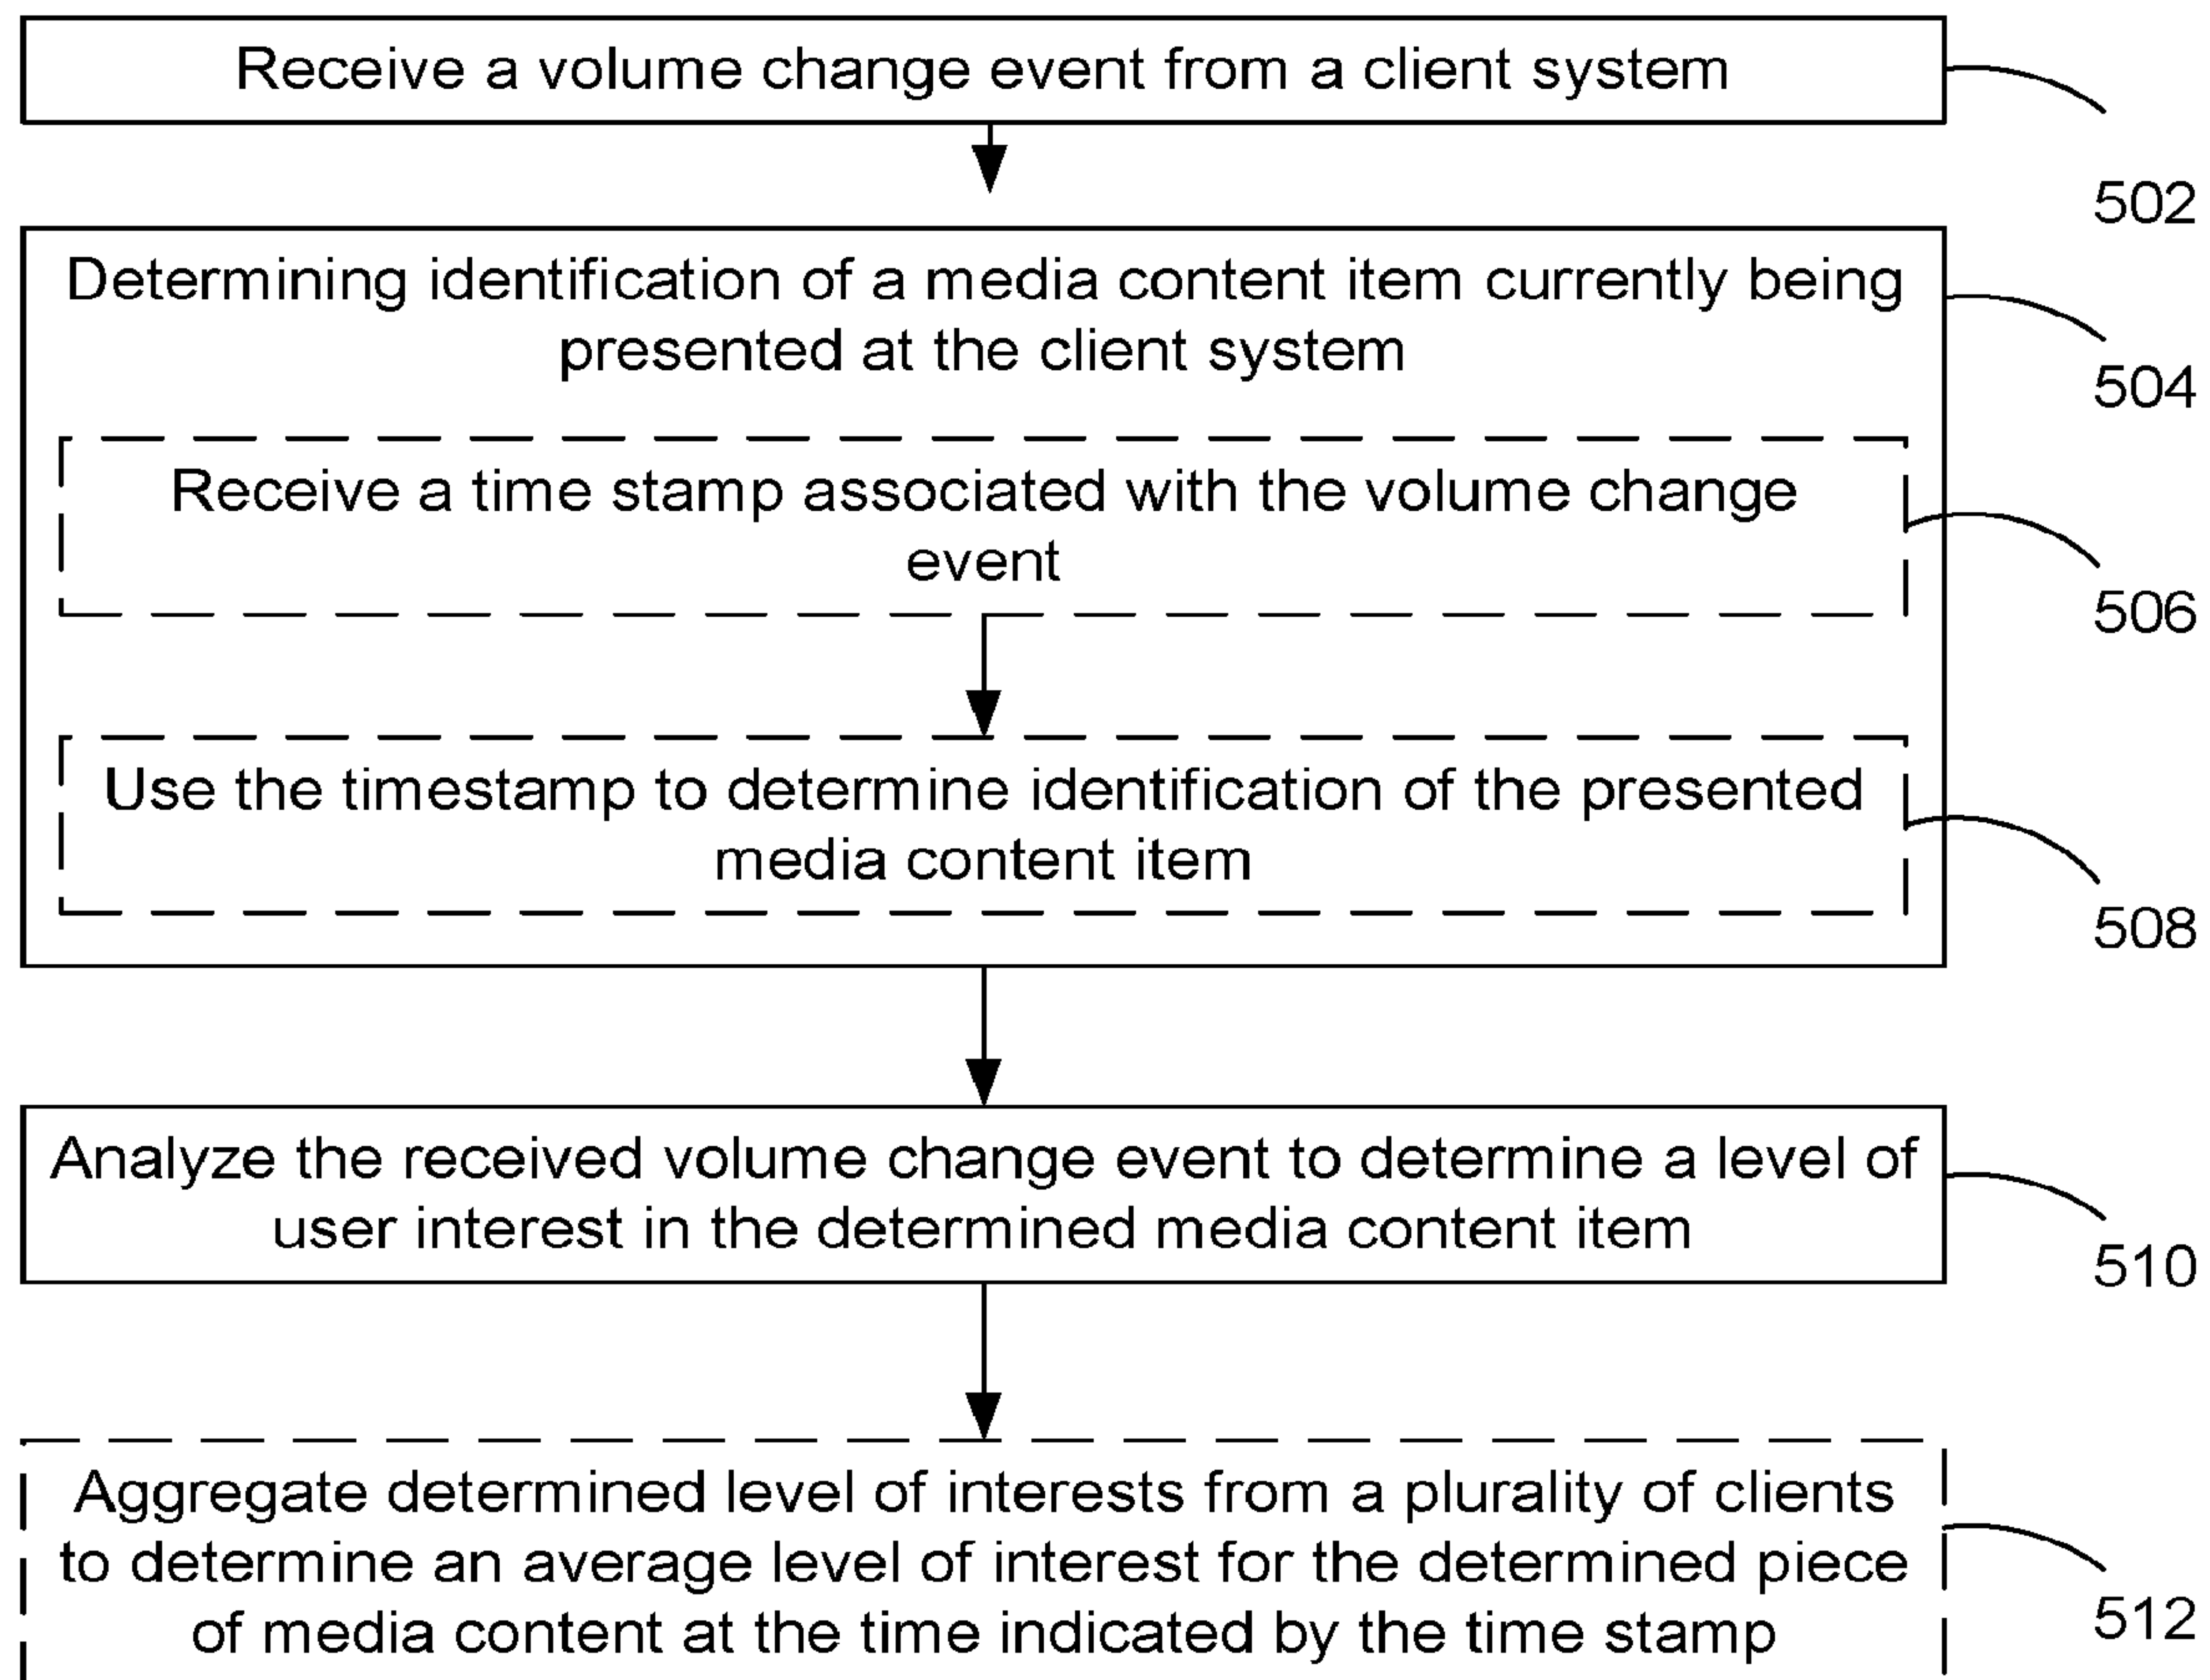 Receive a volume change event from a client system
502
Determining identification of a media content item currently being
presented at the client system
504
Receive a time stamp associated with the volume change
event
506
Use the timestamp to determine identification of the presented
media content item
508
Analyze the received volume change event to determine a level of
user interest in the determined media content item
510
Aggregate determined level of interests from a plurality of clients
to determine an average level of interest for the determined piece
of media content at the time indicated by the time stamp
512